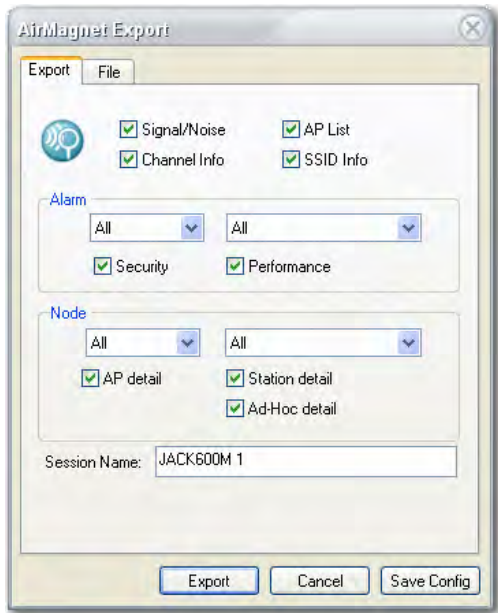 AirMagnet Export
Export File
Signal/Noise AP List
Channel Info SSID Info
Alarm
All All
Security Performance
Node
All All
AP detail Station detail
Ad-Hoc detail
Session Name: JACK600M 1
Export Cancel Save Config